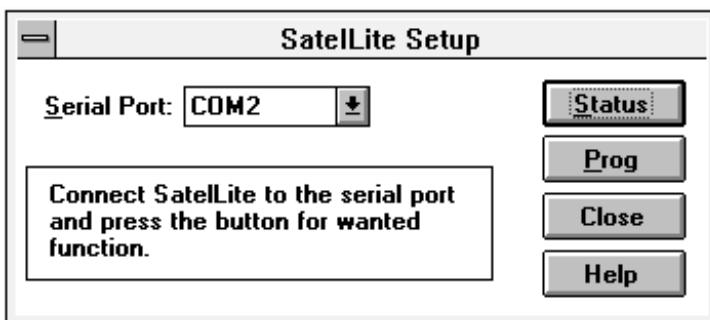 SatelLite Setup
Serial Port: COM2
Status
Prog
Connect SatelLite to the serial port
and press the button for wanted
function.
Close
Help